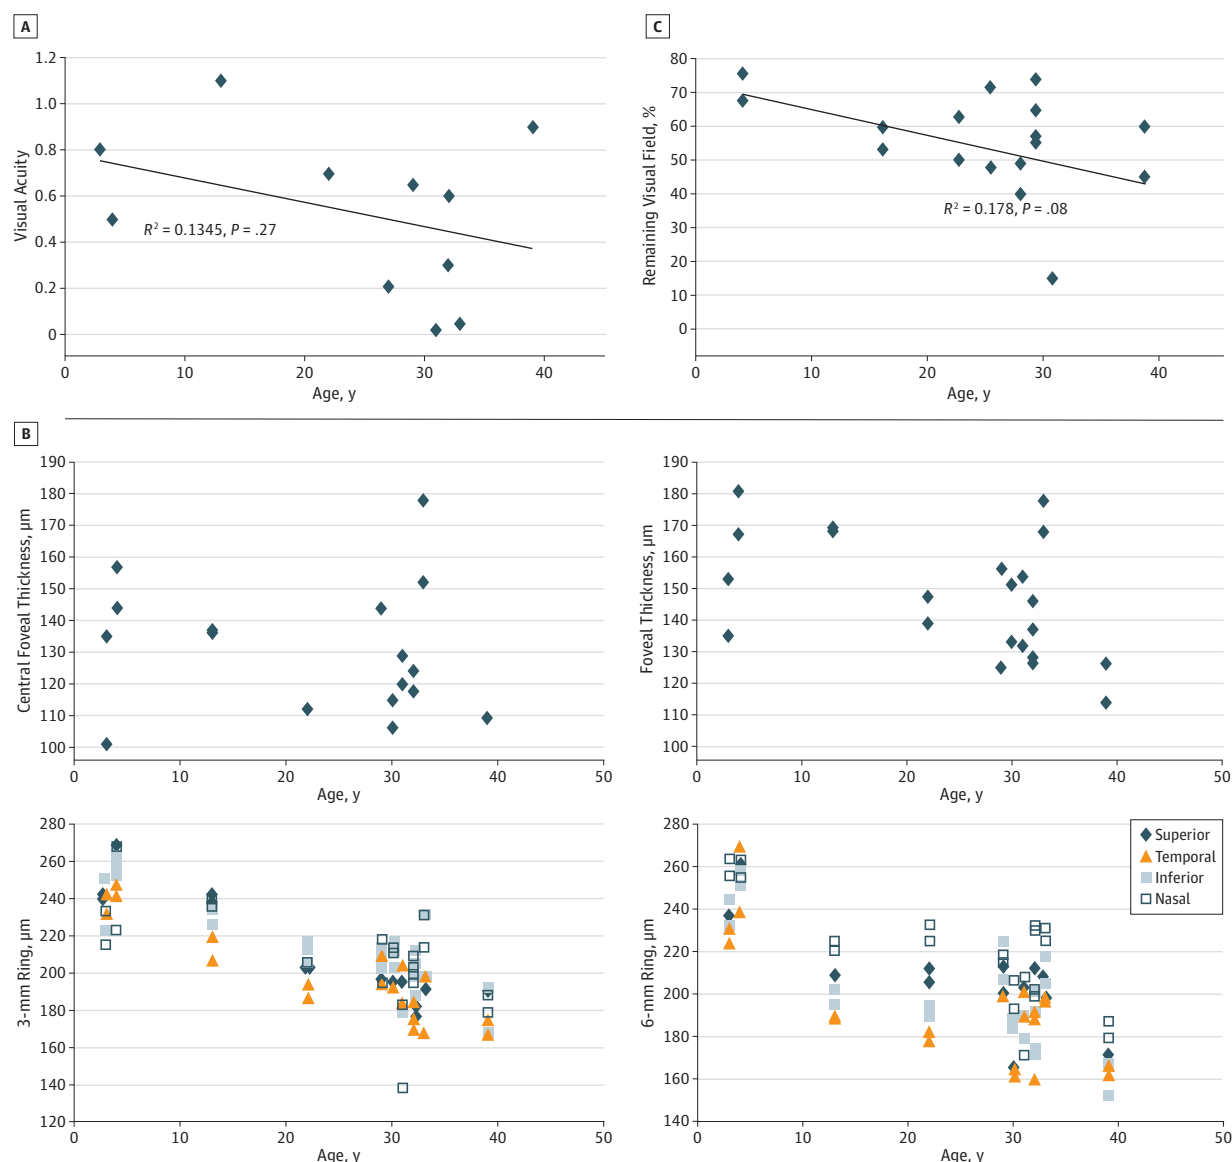 A
1.2
1.0
0.8
0.6
0.4
0.2
0
Visual Acuity
R² = 0.1345, P = .27
0 10 20 30 40
Age, y
C
80
70
60
50
40
30
20
10
0
Remaining Visual Field, %
R² = 0.178, P = .08
0 10 20 30 40
Age, y
B
190
180
170
160
150
140
130
120
110
100
Central Foveal Thickness, µm
0 10 20 30 40 50
Age, y
190
180
170
160
150
140
130
120
110
100
Foveal Thickness, µm
0 10 20 30 40 50
Age, y
280
260
240
220
200
180
160
140
120
3-mm Ring, µm
0 10 20 30 40 50
Age, y
280
260
240
220
200
180
160
140
6-mm Ring, µm
Superior
Temporal
Inferior
Nasal
0 10 20 30 40 50
Age, y